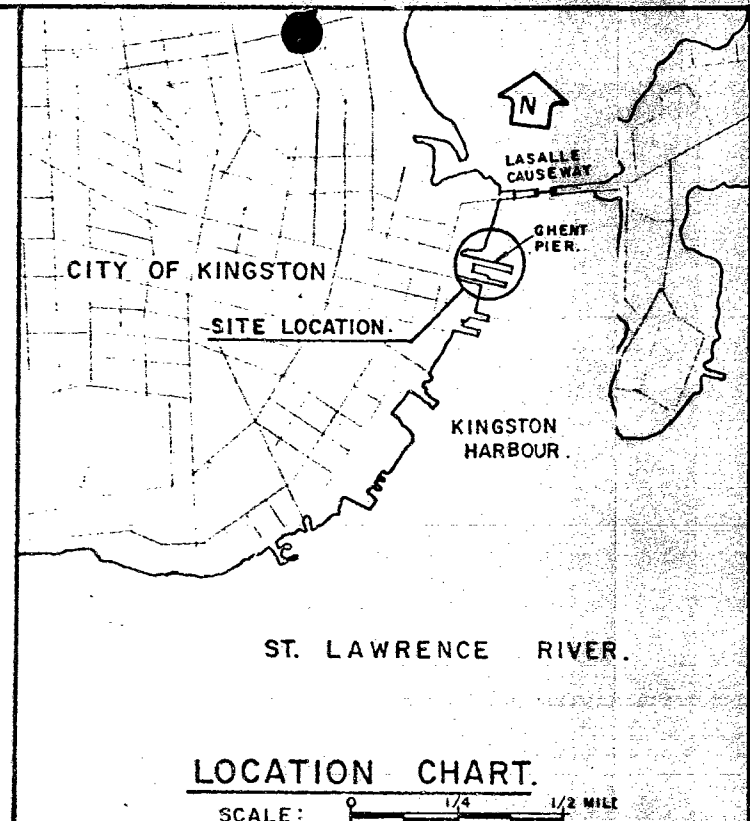 N
LASALLE
CAUSEWAY
GHENT
PIER.
CITY OF KINGSTON
SITE LOCATION.
KINGSTON
HARBOUR.
ST. LAWRENCE RIVER.
LOCATION CHART.
SCALE: 0 1/4 1/2 MILE